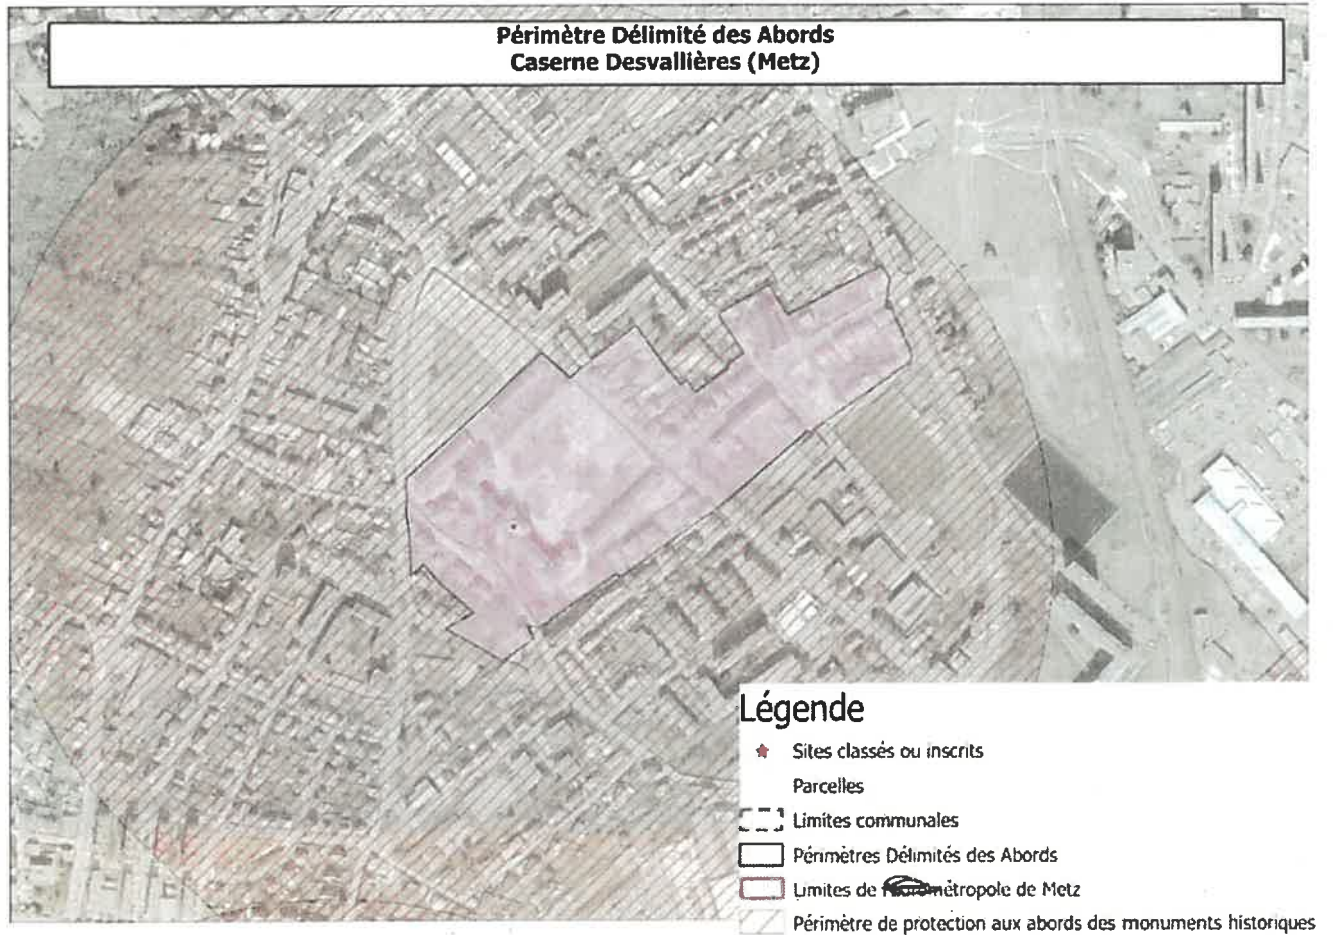 Périmètre Délimité des Abords
Caserne Desvallières (Metz)
Légende
Sites classés ou inscrits
Parcelles
Limites communales
Périmètres Délimités des Abords
Limites de métropole de Metz
Périmètre de protection aux abords des monuments historiques